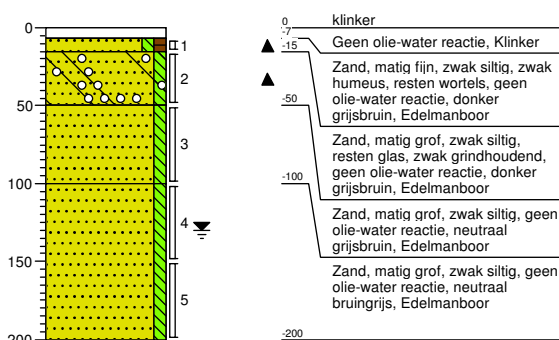 0
50
100
150
200
1
2
3
4
5
0
-7
-15
-50
-100
-200
klinker
Geen olie-water reactie, Klinker
Zand, matig fijn, zwak siltig, zwak
humeus, resten wortels, geen
olie-water reactie, donker
grijsbruin, Edelmanboor
Zand, matig grof, zwak siltig,
resten glas, zwak grindhoudend,
geen olie-water reactie, donker
grijsbruin, Edelmanboor
Zand, matig grof, zwak siltig, geen
olie-water reactie, neutraal
grijsbruin, Edelmanboor
Zand, matig grof, zwak siltig, geen
olie-water reactie, neutraal
bruingrijs, Edelmanboor